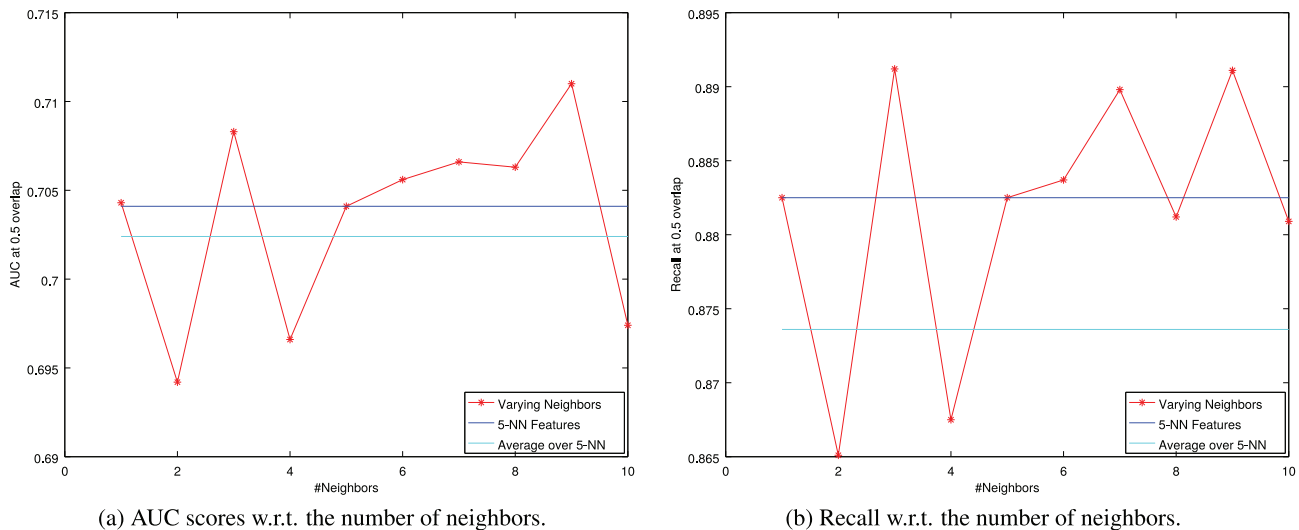 0.715
0.71
0.705
0.7
0.695
0.69
AUC at 0.5 overlap
0 2 4 6 8 10
#Neighbors
Varying Neighbors
5-NN Features
Average over 5-NN
(a) AUC scores w.r.t. the number of neighbors.
0.895
0.89
0.885
0.88
0.875
0.87
0.865
Recall at 0.5 overlap
0 2 4 6 8 10
#Neighbors
Varying Neighbors
5-NN Features
Average over 5-NN
(b) Recall w.r.t. the number of neighbors.